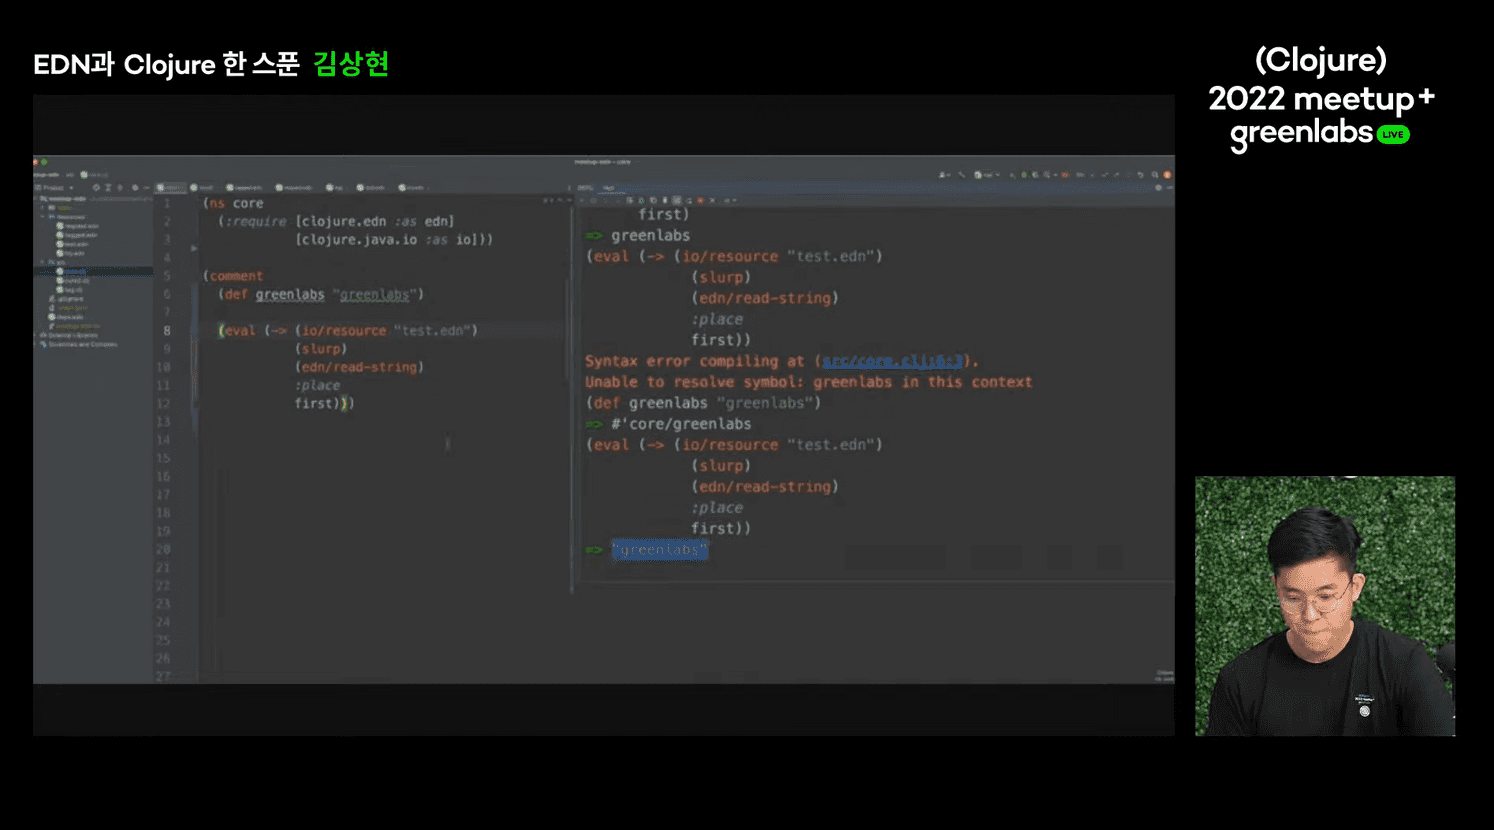 EDN과 Clojure 한 스푼 김상현
(Clojure)
2022 meetup+
greenlabs LIVE
Project
1 (ns core
2 (:require [clojure.edn :as edn]
3 [clojure.java.io :as io]))
4
5 (comment
6 (def greenlabs "greenlabs")
7
8 (eval (-> (io/resource "test.edn")
9 (slurp)
10 (edn/read-string)
11 :place
12 first)))
13
14
15
16
17
18
19
20
21
22
23
24
25
26
27
first)
=> greenlabs
(eval (-> (io/resource "test.edn")
(slurp)
(edn/read-string)
:place
first))
Syntax error compiling at (src/core.clj:8:3).
Unable to resolve symbol: greenlabs in this context
(def greenlabs "greenlabs")
=> #'core/greenlabs
(eval (-> (io/resource "test.edn")
(slurp)
(edn/read-string)
:place
first))
=> "greenlabs"